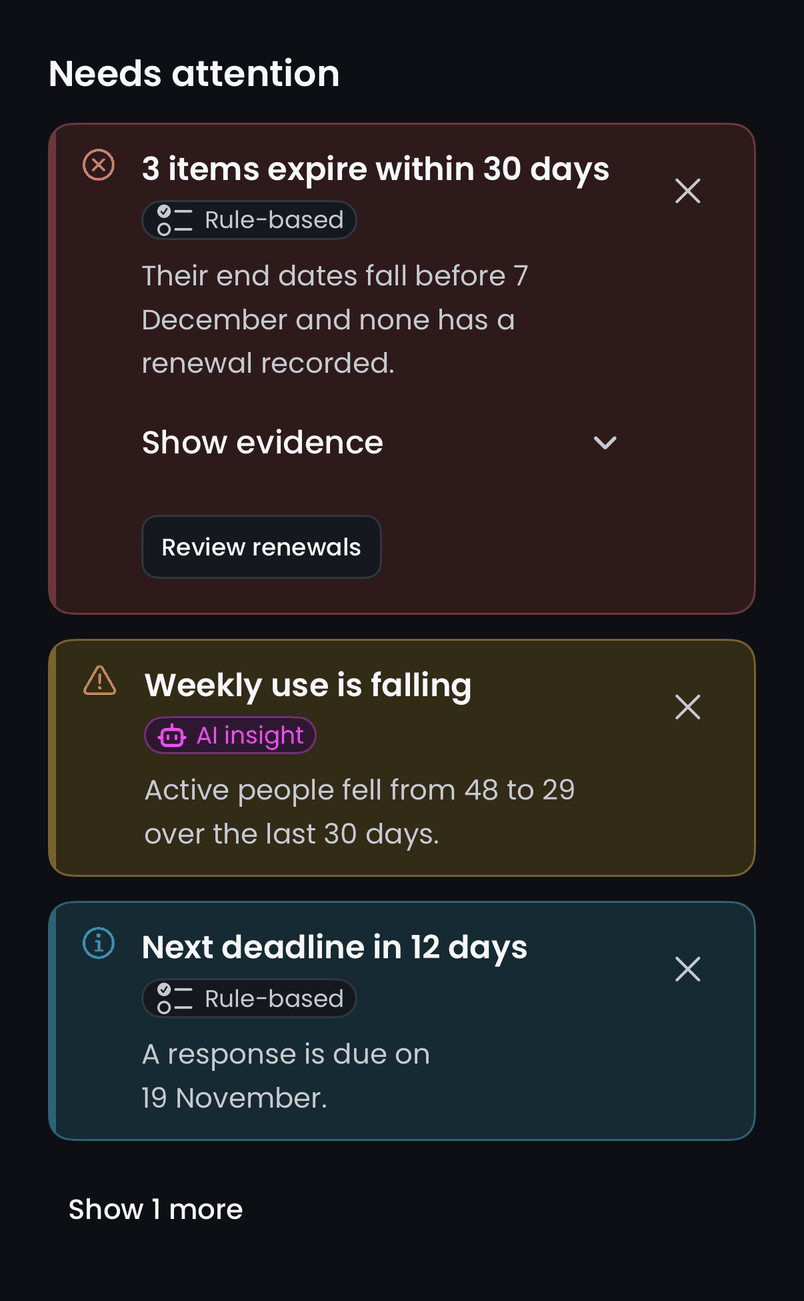 Needs attention
3 items expire within 30 days
Rule-based
Their end dates fall before 7
December and none has a
renewal recorded.
Show evidence
Review renewals
Weekly use is falling
AI insight
Active people fell from 48 to 29
over the last 30 days.
Next deadline in 12 days
Rule-based
A response is due on
19 November.
Show 1 more